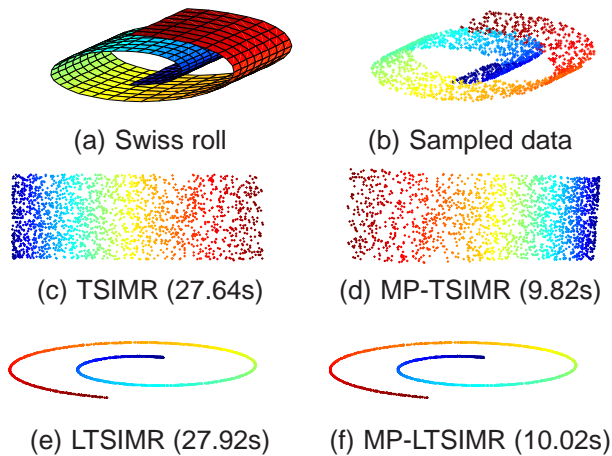 (a) Swiss roll
(b) Sampled data
(c) TSIMR (27.64s)
(d) MP-TSIMR (9.82s)
(e) LTSIMR (27.92s)
(f) MP-LTSIMR (10.02s)